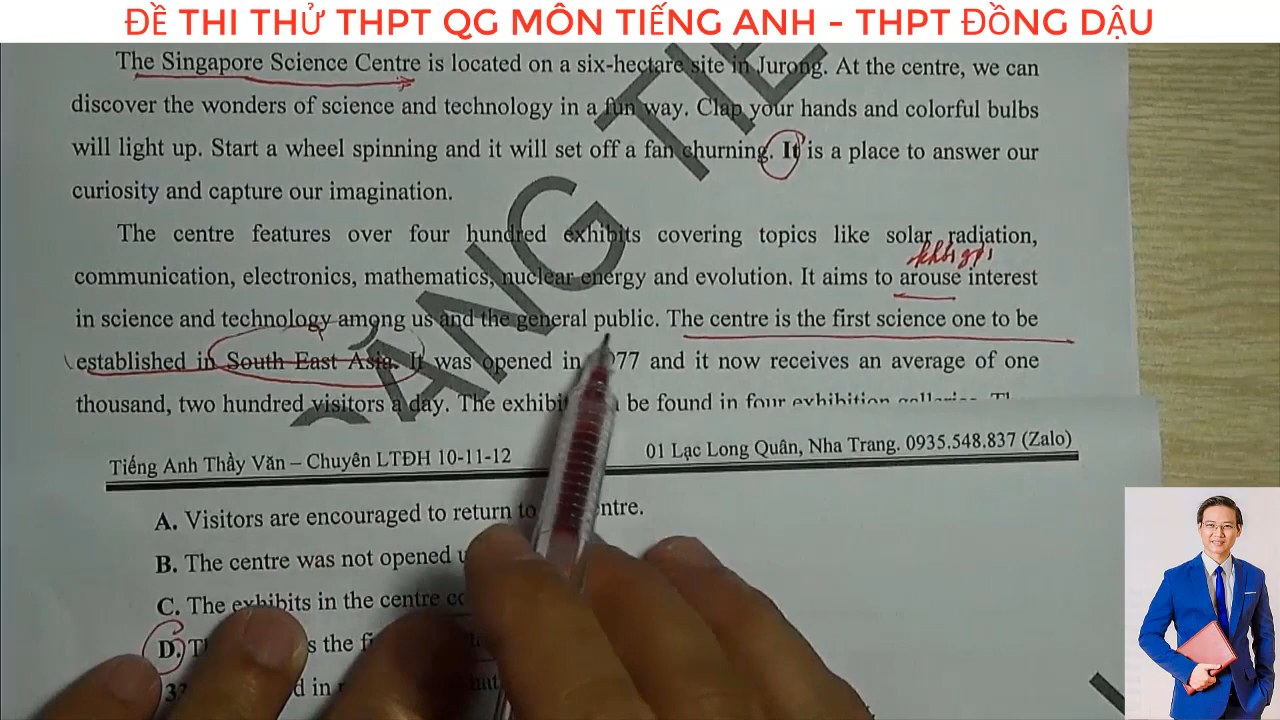 ĐỀ THI THỬ THPT QG MÔN TIẾNG ANH - THPT ĐỒNG DẬU
The Singapore Science Centre is located on a six-hectare site in Jurong. At the centre, we can
discover the wonders of science and technology in a fun way. Clap your hands and colorful bulbs
will light up. Start a wheel spinning and it will set off a fan churning. It is a place to answer our
curiosity and capture our imagination.
The centre features over four hundred exhibits covering topics like solar radiation,
khơi gợi
communication, electronics, mathematics, nuclear energy and evolution. It aims to arouse interest
in science and technology among us and the general public. The centre is the first science one to be
established in South East Asia. It was opened in 1977 and it now receives an average of one
thousand, two hundred visitors a day. The be found in four exhibition galleries.
Tiếng Anh Thầy Văn – Chuyên LTĐH 10-11-12 01 Lạc Long Quân, Nha Trang. 0935.548.837 (Zalo)
A. Visitors are encouraged to return to
B. The centre was not opened
C. The exhibits in the centre
D. s the